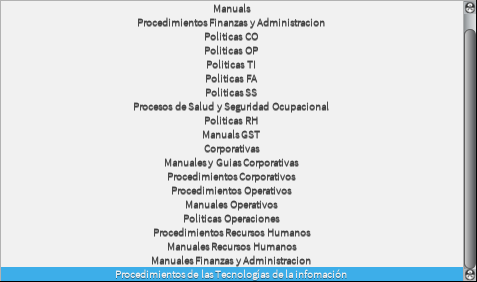 Manuals
Procedimientos Finanzas y Administracion
Politicas CO
Politicas OP
Politicas TI
Politicas FA
Politicas SS
Procesos de Salud y Seguridad Ocupacional
Politicas RH
Manuals GST
Corporativas
Manuales y Guias Corporativas
Procedimientos Corporativos
Procedimientos Operativos
Manuales Operativos
Politicas Operaciones
Procedimientos Recursos Humanos
Manuales Recursos Humanos
Manuales Finanzas y Administracion
Procedimientos de las Tecnologías de la infomación